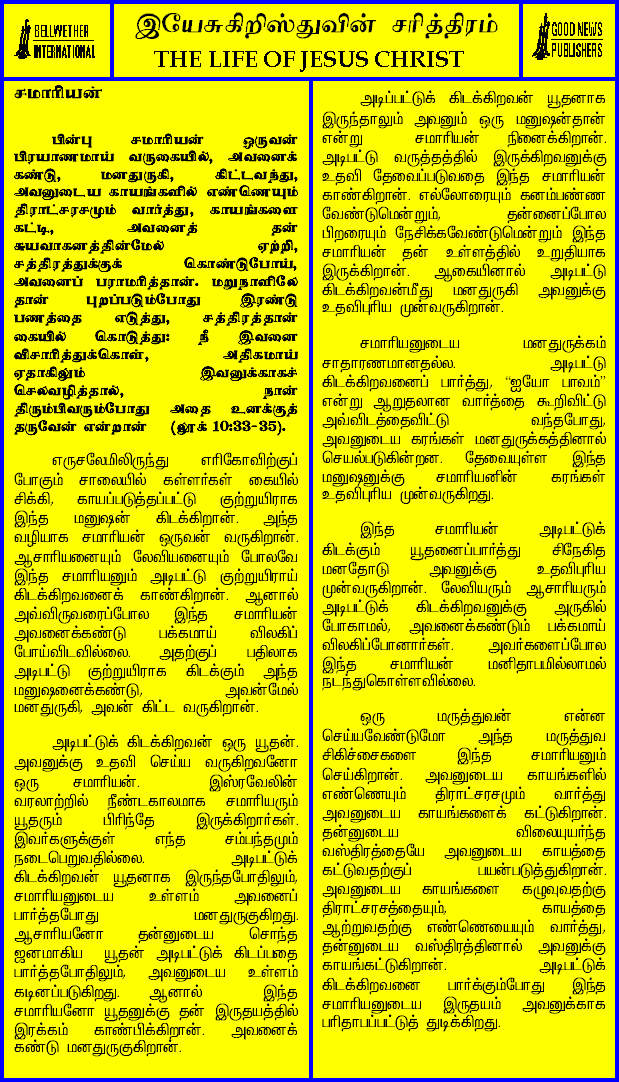 BELLWETHER
INTERNATIONAL
இயேசுகிறிஸ்துவின் சரித்திரம்
THE LIFE OF JESUS CHRIST
GOOD NEWS
PUBLISHERS
சமாரியன்
பின்பு சமாரியன் ஒருவன்
பிரயாணமாய் வருகையில், அவனைக்
கண்டு, மனதுருகி, கிட்டவந்து,
அவனுடைய காயங்களில் எண்ணெயும்
திராட்சரசமும் வார்த்து, காயங்களை
கட்டி, அவனைத் தன்
சுயவாகனத்தின்மேல் ஏற்றி,
சத்திரத்துக்குக் கொண்டுபோய்,
அவனைப் பராமரித்தான். மறுநாளிலே
தான் புறப்படும்போது இரண்டு
பணத்தை எடுத்து, சத்திரத்தான்
கையில் கொடுத்து: நீ இவனை
விசாரித்துக்கொள், அதிகமாய்
ஏதாகிலும் இவனுக்காகச்
செலவழித்தால், நான்
திரும்பிவரும்போது அதை உனக்குத்
தருவேன் என்றான் (லூக் 10:33-35).
எருசலேமிலிருந்து எரிகோவிற்குப்
போகும் சாலையில் கள்ளர்கள் கையில்
சிக்கி, காயப்படுத்தப்பட்டு குற்றுயிராக
இந்த மனுஷன் கிடக்கிறான். அந்த
வழியாக சமாரியன் ஒருவன் வருகிறான்.
ஆசாரியனையும் லேவியனையும் போலவே
இந்த சமாரியனும் அடிபட்டு குற்றுயிராய்
கிடக்கிறவனைக் காண்கிறான். ஆனால்
அவ்விருவரைப்போல இந்த சமாரியன்
அவனைக்கண்டு பக்கமாய் விலகிப்
போய்விடவில்லை. அதற்குப் பதிலாக
அடிபட்டு குற்றுயிராக கிடக்கும் அந்த
மனுஷனைக்கண்டு, அவன்மேல்
மனதுருகி, அவன் கிட்ட வருகிறான்.
அடிபட்டுக் கிடக்கிறவன் ஒரு யூதன்.
அவனுக்கு உதவி செய்ய வருகிறவனோ
ஒரு சமாரியன். இஸ்ரவேலின்
வரலாற்றில் நீண்டகாலமாக சமாரியரும்
யூதரும் பிரிந்தே இருக்கிறார்கள்.
இவர்களுக்குள் எந்த சம்பந்தமும்
நடைபெறுவதில்லை. அடிபட்டுக்
கிடக்கிறவன் யூதனாக இருந்தபோதிலும்,
சமாரியனுடைய உள்ளம் அவனைப்
பார்த்தபோது மனதுருகுகிறது.
ஆசாரியனோ தன்னுடைய சொந்த
ஜனமாகிய யூதன் அடிபட்டுக் கிடப்பதை
பார்த்தபோதிலும், அவனுடைய உள்ளம்
கடினப்படுகிறது. ஆனால் இந்த
சமாரியனோ யூதனுக்கு தன் இருதயத்தில்
இரக்கம் காண்பிக்கிறான். அவனைக்
கண்டு மனதுருகுகிறான்.
அடிப்பட்டுக் கிடக்கிறவன் யூதனாக
இருந்தாலும் அவனும் ஒரு மனுஷன்தான்
என்று சமாரியன் நினைக்கிறான்.
அடிபட்டு வருத்தத்தில் இருக்கிறவனுக்கு
உதவி தேவைப்படுவதை இந்த சமாரியன்
காண்கிறான். எல்லோரையும் கனம்பண்ண
வேண்டுமென்றும், தன்னைப்போல
பிறரையும் நேசிக்கவேண்டுமென்றும் இந்த
சமாரியன் தன் உள்ளத்தில் உறுதியாக
இருக்கிறான். ஆகையினால் அடிபட்டு
கிடக்கிறவன்மீது மனதுருகி அவனுக்கு
உதவிபுரிய முன்வருகிறான்.
சமாரியனுடைய மனதுருக்கம்
சாதாரணமானதல்ல. அடிபட்டு
கிடக்கிறவனைப் பார்த்து, "ஐயோ பாவம்"
என்று ஆறுதலான வார்த்தை கூறிவிட்டு
அவ்விடத்தைவிட்டு வந்தபோது,
அவனுடைய கரங்கள் மனதுருக்கத்தினால்
செயல்படுகின்றன. தேவையுள்ள இந்த
மனுஷனுக்கு சமாரியனின் கரங்கள்
உதவிபுரிய முன்வருகிறது.
இந்த சமாரியன் அடிபட்டுக்
கிடக்கும் யூதனைப்பார்த்து சிநேகித
மனதோடு அவனுக்கு உதவிபுரிய
முன்வருகிறான். லேவியரும் ஆசாரியரும்
அடிபட்டுக் கிடக்கிறவனுக்கு அருகில்
போகாமல், அவனைக்கண்டும் பக்கமாய்
விலகிப்போனார்கள். அவர்களைப்போல
இந்த சமாரியன் மனிதாபமில்லாமல்
நடந்துகொள்ளவில்லை.
ஒரு மருத்துவன் என்ன
செய்யவேண்டுமோ அந்த மருத்துவ
சிகிச்சைகளை இந்த சமாரியனும்
செய்கிறான். அவனுடைய காயங்களில்
எண்ணெயும் திராட்சரசமும் வார்த்து
அவனுடைய காயங்களைக் கட்டுகிறான்.
தன்னுடைய விலையுயர்ந்த
வஸ்திரத்தையே அவனுடைய காயத்தை
கட்டுவதற்குப் பயன்படுத்துகிறான்.
அவனுடைய காயங்களை கழுவுவதற்கு
திராட்சரசத்தையும், காயத்தை
ஆற்றுவதற்கு எண்ணெயையும் வார்த்து,
தன்னுடைய வஸ்திரத்தினால் அவனுக்கு
காயங்கட்டுகிறான். அடிபட்டுக்
கிடக்கிறவனை பார்க்கும்போது இந்த
சமாரியனுடைய இருதயம் அவனுக்காக
பரிதாபப்பட்டுத் துடிக்கிறது.